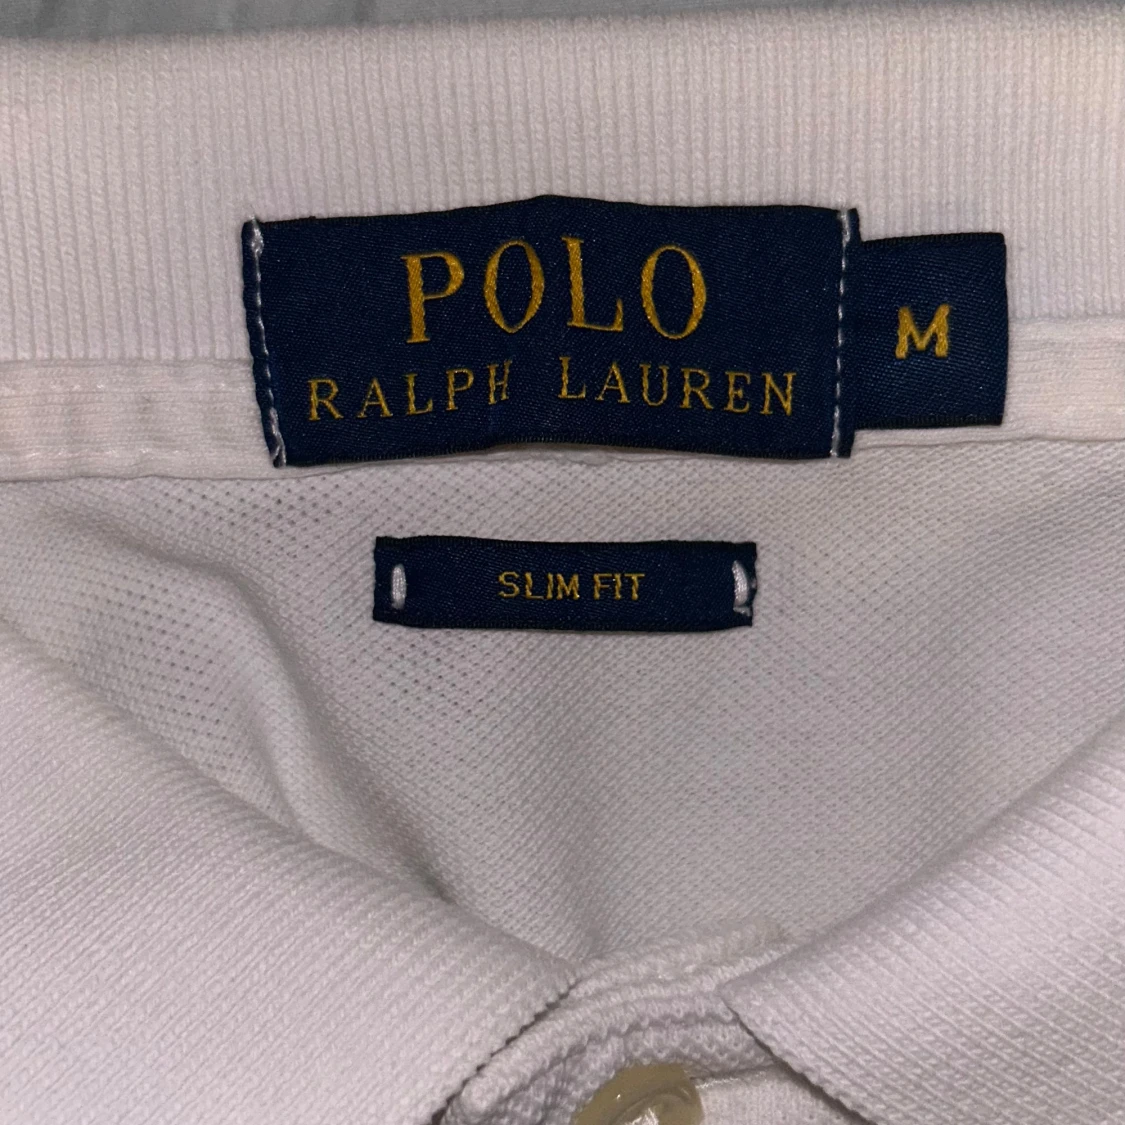 POLO
RALPH LAUREN
M
SLIM FIT